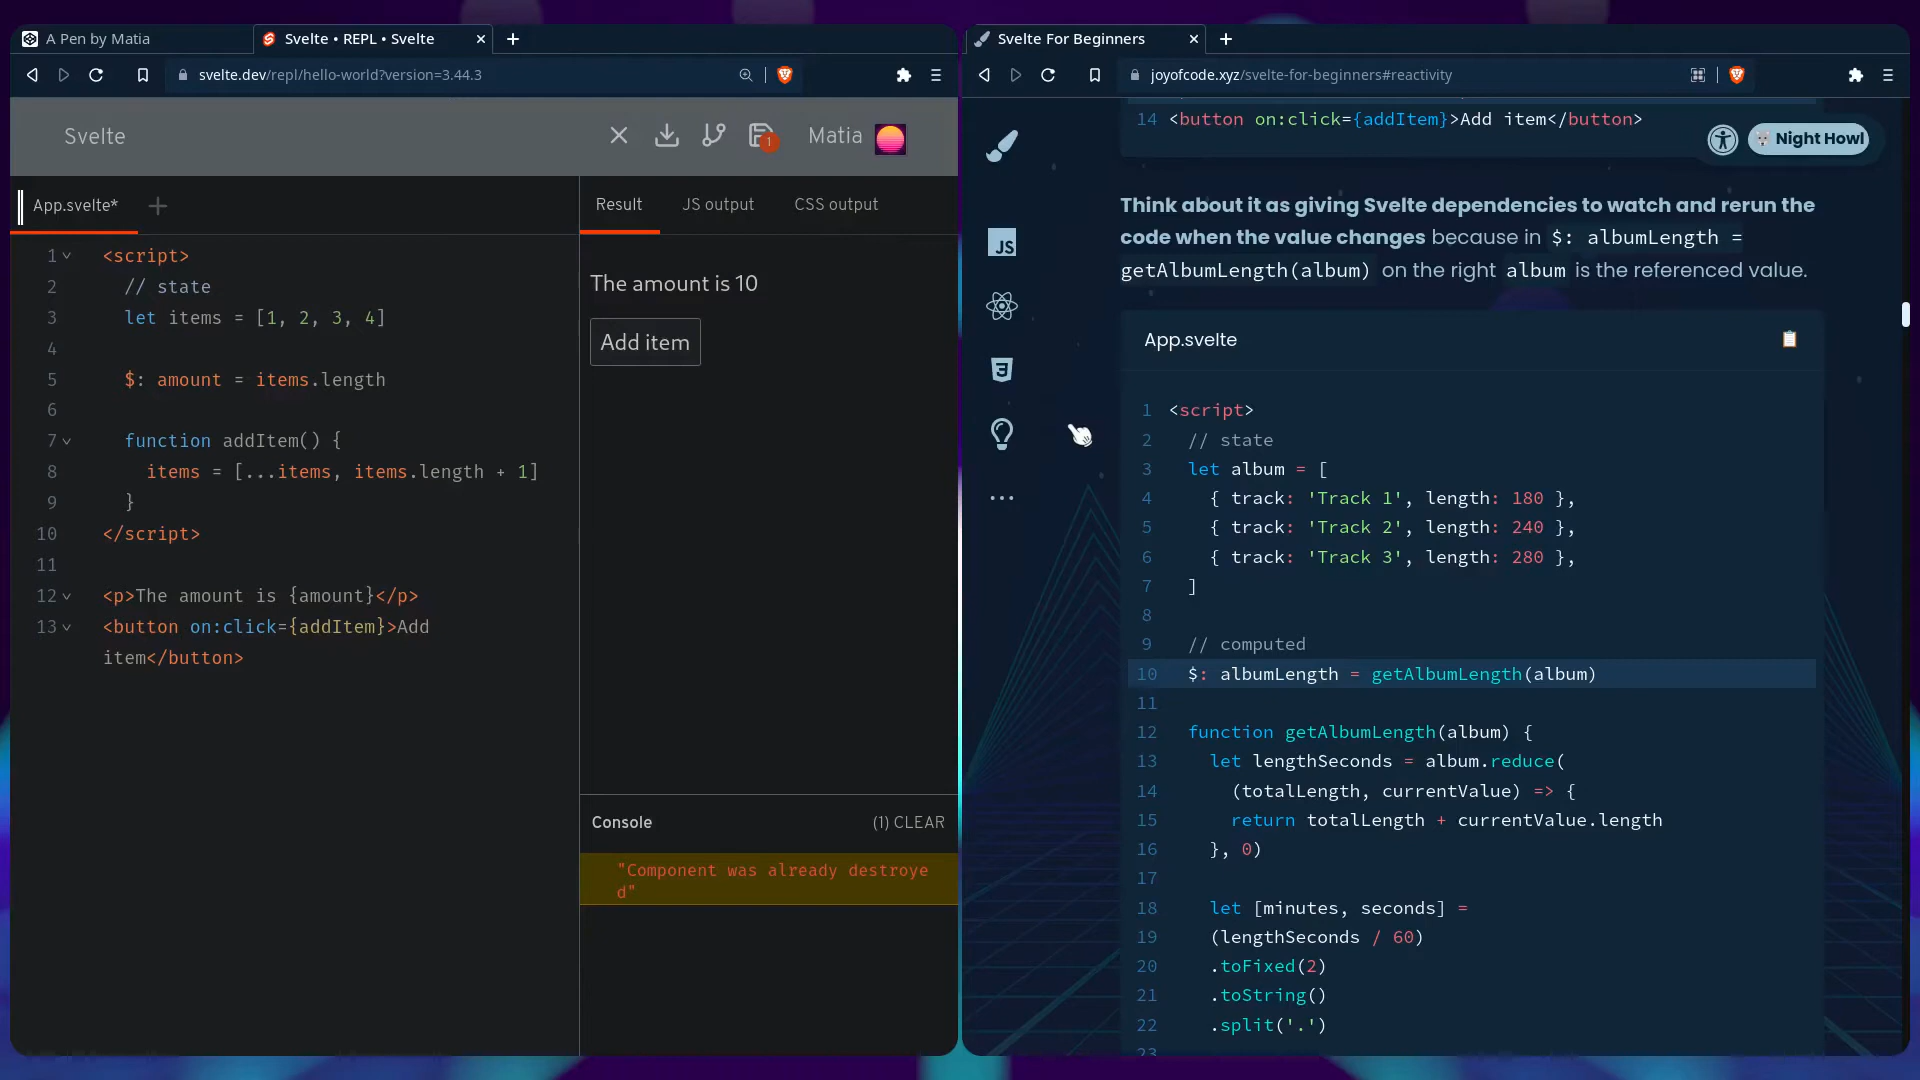 A Pen by Matia
Svelte • REPL • Svelte
svelte.dev/repl/hello-world?version=3.44.3
Svelte
1
Matia
App.svelte*
1 <script>
2 // state
3 let items = [1, 2, 3, 4]
4
5 $: amount = items.length
6
7 function addItem() {
8 items = [...items, items.length + 1]
9 }
10 </script>
11
12 <p>The amount is {amount}</p>
13 <button on:click={addItem}>Add
item</button>
Result JS output CSS output
The amount is 10
Add item
Console (1) CLEAR
"Component was already destroye
d"
Svelte For Beginners
joyofcode.xyz/svelte-for-beginners#reactivity
JS
3
14 <button on:click={addItem}>Add item</button>
Night Howl
Think about it as giving Svelte dependencies to watch and rerun the
code when the value changes because in $: albumLength =
getAlbumLength(album) on the right album is the referenced value.
App.svelte
1 <script>
2 // state
3 let album = [
4 { track: 'Track 1', length: 180 },
5 { track: 'Track 2', length: 240 },
6 { track: 'Track 3', length: 280 },
7 ]
8
9 // computed
10 $: albumLength = getAlbumLength(album)
11
12 function getAlbumLength(album) {
13 let lengthSeconds = album.reduce(
14 (totalLength, currentValue) => {
15 return totalLength + currentValue.length
16 }, 0)
17
18 let [minutes, seconds] =
19 (lengthSeconds / 60)
20 .toFixed(2)
21 .toString()
22 .split('.')
23